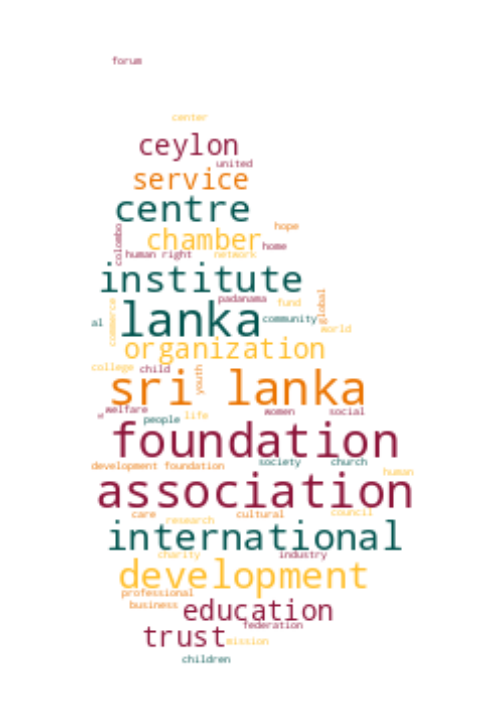 forum
center
ceylon
united
service
centre
hope
colombo
chamber
home
human right
network
institute
padanama
fund
global
commerce
lanka
community
al
world
organization
college
child
youth
sri lanka
welfare
women
social
people
life
foundation
society
church
development foundation
human
association
care
cultural
council
research
international
charity
industry
development
professional
business
education
federation
trust
mission
children